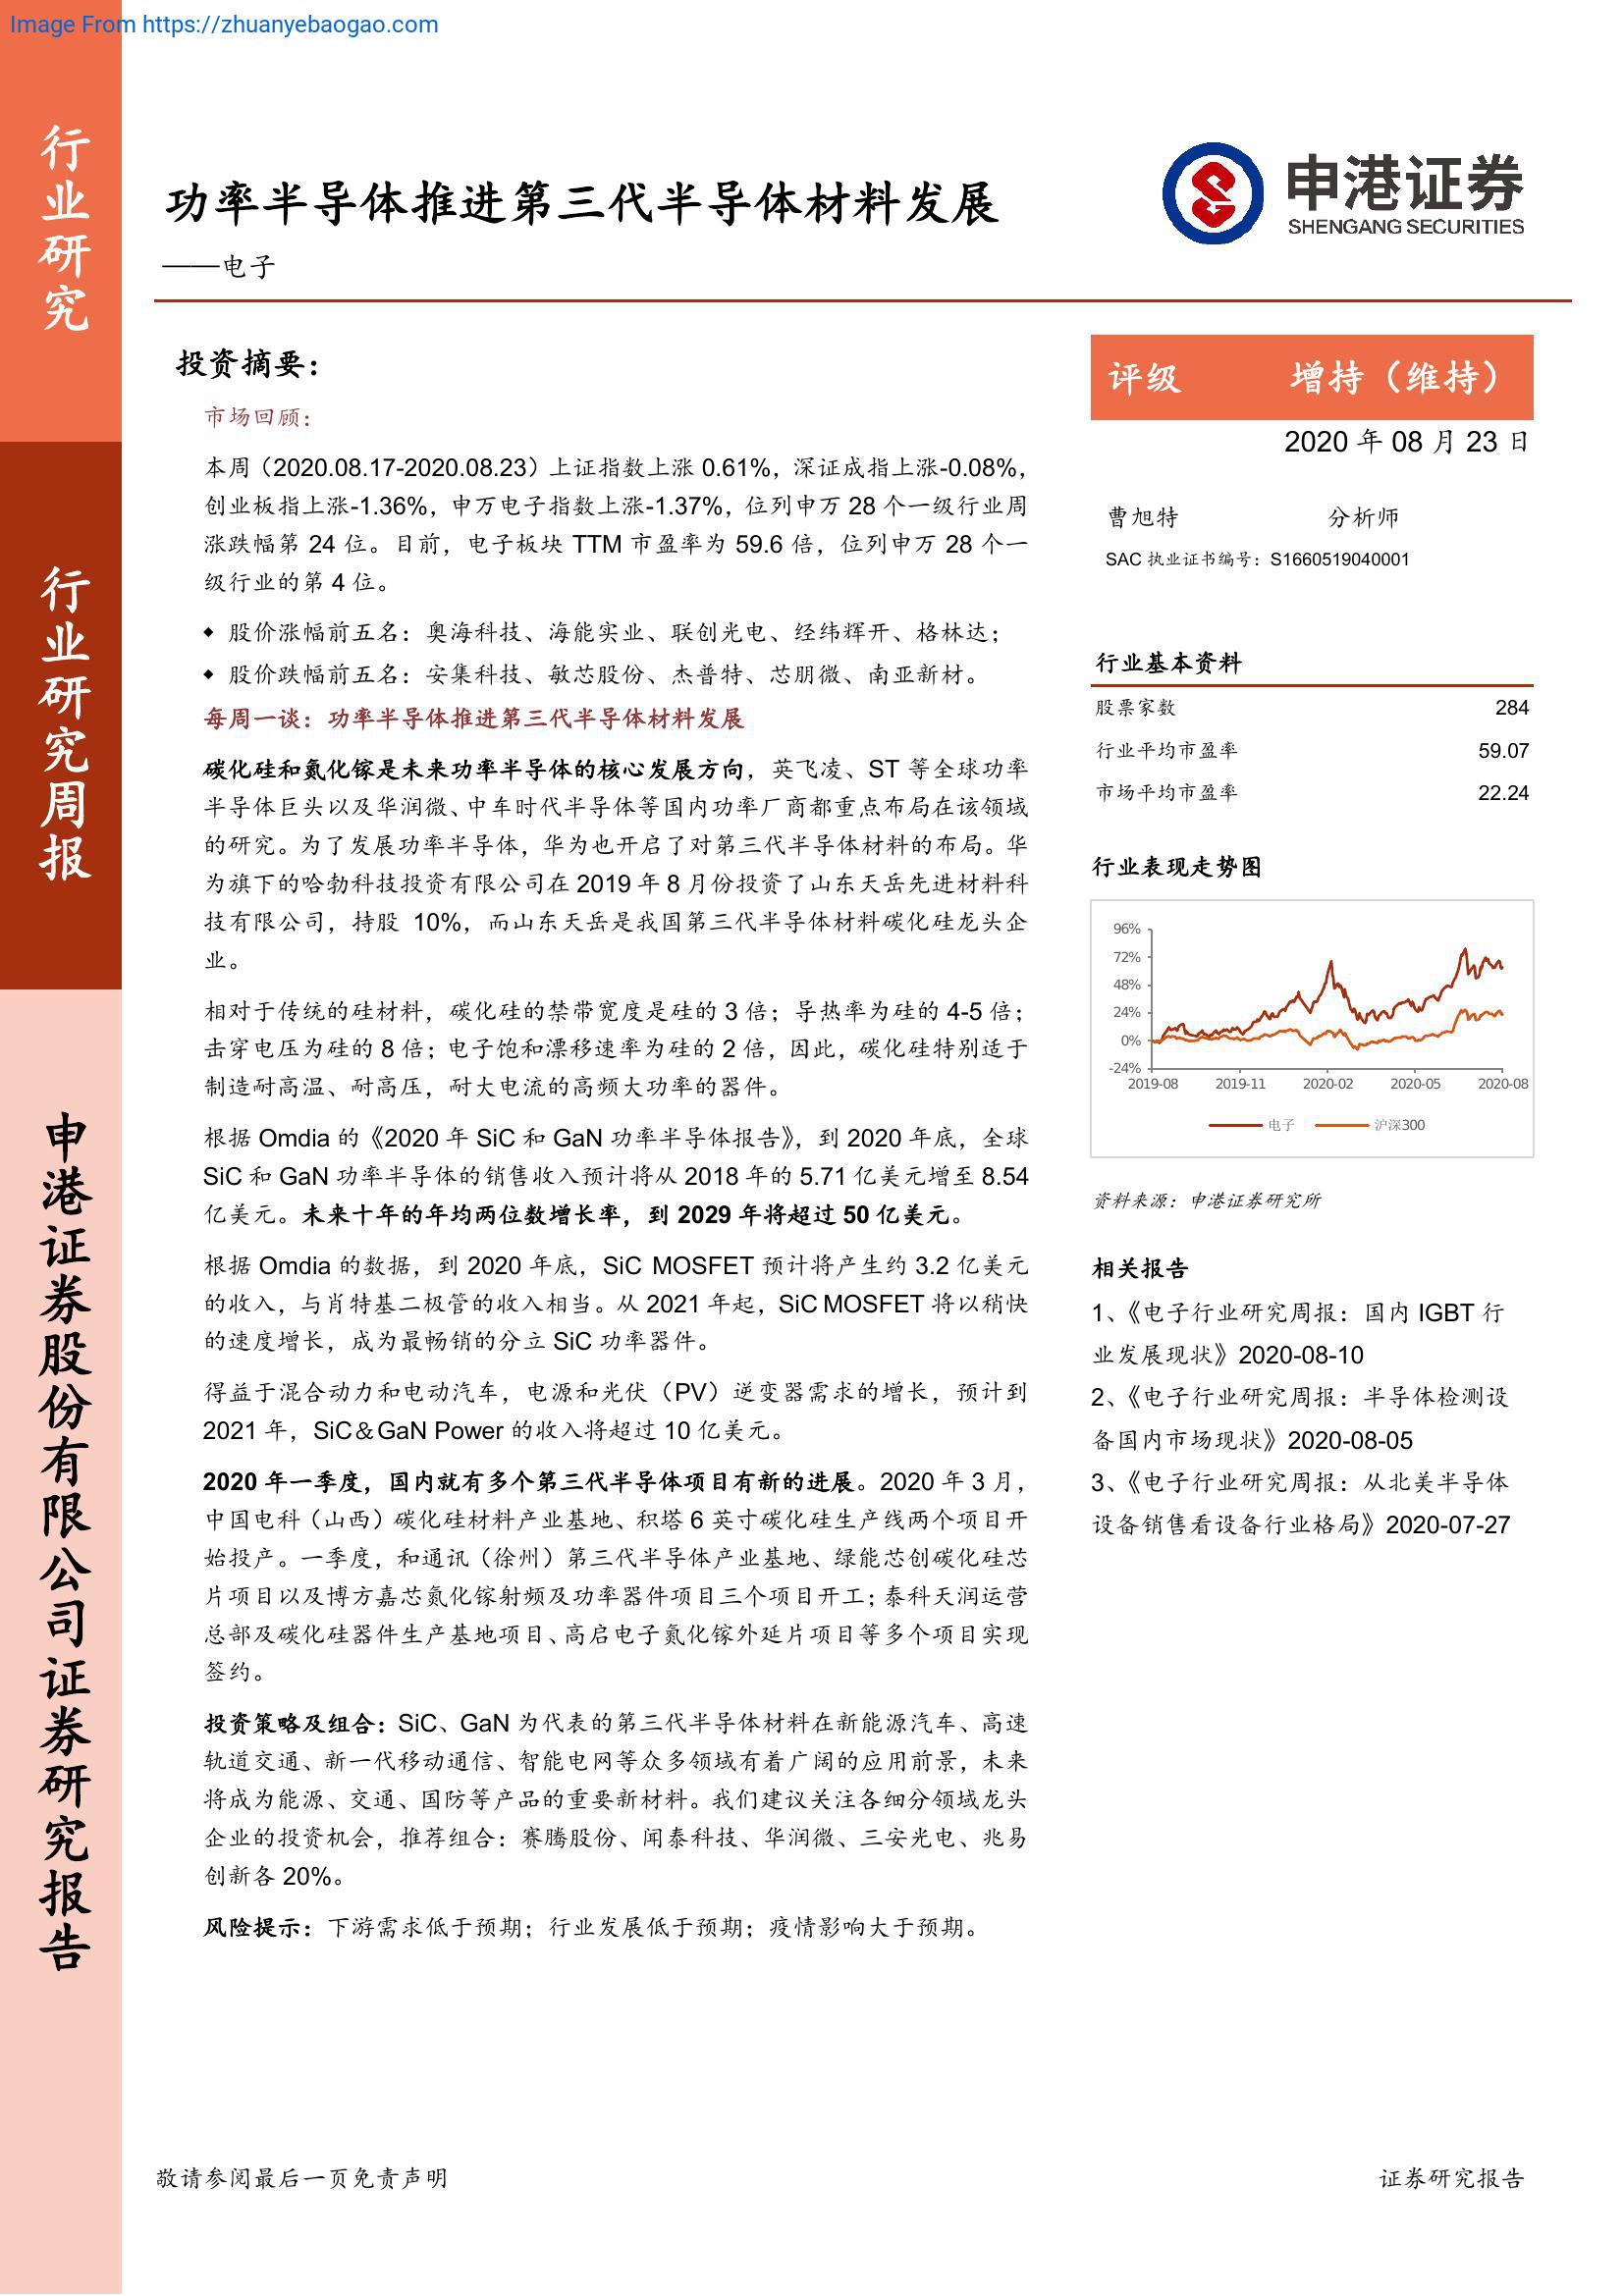 Image From https://zhuanyebaogao.com
行业研究
行业研究周报
申港证券股份有限公司证券研究报告
功率半导体推进第三代半导体材料发展
——电子
申港证券
SHENGANG SECURITIES
投资摘要：
市场回顾：
本周（2020.08.17-2020.08.23）上证指数上涨 0.61%，深证成指上涨-0.08%，
创业板指上涨-1.36%，申万电子指数上涨-1.37%，位列申万 28 个一级行业周
涨跌幅第 24 位。目前，电子板块 TTM 市盈率为 59.6 倍，位列申万 28 个一
级行业的第 4 位。
◆ 股价涨幅前五名：奥海科技、海能实业、联创光电、经纬辉开、格林达；
◆ 股价跌幅前五名：安集科技、敏芯股份、杰普特、芯朋微、南亚新材。
每周一谈：功率半导体推进第三代半导体材料发展
碳化硅和氮化镓是未来功率半导体的核心发展方向，英飞凌、ST 等全球功率
半导体巨头以及华润微、中车时代半导体等国内功率厂商都重点布局在该领域
的研究。为了发展功率半导体，华为也开启了对第三代半导体材料的布局。华
为旗下的哈勃科技投资有限公司在 2019 年 8 月份投资了山东天岳先进材料科
技有限公司，持股 10%，而山东天岳是我国第三代半导体材料碳化硅龙头企
业。
相对于传统的硅材料，碳化硅的禁带宽度是硅的 3 倍；导热率为硅的 4-5 倍；
击穿电压为硅的 8 倍；电子饱和漂移速率为硅的 2 倍，因此，碳化硅特别适于
制造耐高温、耐高压，耐大电流的高频大功率的器件。
根据 Omdia 的《2020 年 SiC 和 GaN 功率半导体报告》，到 2020 年底，全球
SiC 和 GaN 功率半导体的销售收入预计将从 2018 年的 5.71 亿美元增至 8.54
亿美元。未来十年的年均两位数增长率，到 2029 年将超过 50 亿美元。
根据 Omdia 的数据，到 2020 年底，SiC MOSFET 预计将产生约 3.2 亿美元
的收入，与肖特基二极管的收入相当。从 2021 年起，SiC MOSFET 将以稍快
的速度增长，成为最畅销的分立 SiC 功率器件。
得益于混合动力和电动汽车，电源和光伏（PV）逆变器需求的增长，预计到
2021 年，SiC＆GaN Power 的收入将超过 10 亿美元。
2020 年一季度，国内就有多个第三代半导体项目有新的进展。2020 年 3 月，
中国电科（山西）碳化硅材料产业基地、积塔 6 英寸碳化硅生产线两个项目开
始投产。一季度，和通讯（徐州）第三代半导体产业基地、绿能芯创碳化硅芯
片项目以及博方嘉芯氮化镓射频及功率器件项目三个项目开工；泰科天润运营
总部及碳化硅器件生产基地项目、高启电子氮化镓外延片项目等多个项目实现
签约。
投资策略及组合：SiC、GaN 为代表的第三代半导体材料在新能源汽车、高速
轨道交通、新一代移动通信、智能电网等众多领域有着广阔的应用前景，未来
将成为能源、交通、国防等产品的重要新材料。我们建议关注各细分领域龙头
企业的投资机会，推荐组合：赛腾股份、闻泰科技、华润微、三安光电、兆易
创新各 20%。
风险提示：下游需求低于预期；行业发展低于预期；疫情影响大于预期。
评级 增持（维持）
2020 年 08 月 23 日
曹旭特 分析师
SAC 执业证书编号：S1660519040001
行业基本资料
股票家数 284
行业平均市盈率 59.07
市场平均市盈率 22.24
行业表现走势图
96%
72%
48%
24%
0%
-24%
2019-08 2019-11 2020-02 2020-05 2020-08
电子 沪深300
资料来源：申港证券研究所
相关报告
1、《电子行业研究周报：国内 IGBT 行
业发展现状》2020-08-10
2、《电子行业研究周报：半导体检测设
备国内市场现状》2020-08-05
3、《电子行业研究周报：从北美半导体
设备销售看设备行业格局》2020-07-27
敬请参阅最后一页免责声明
证券研究报告